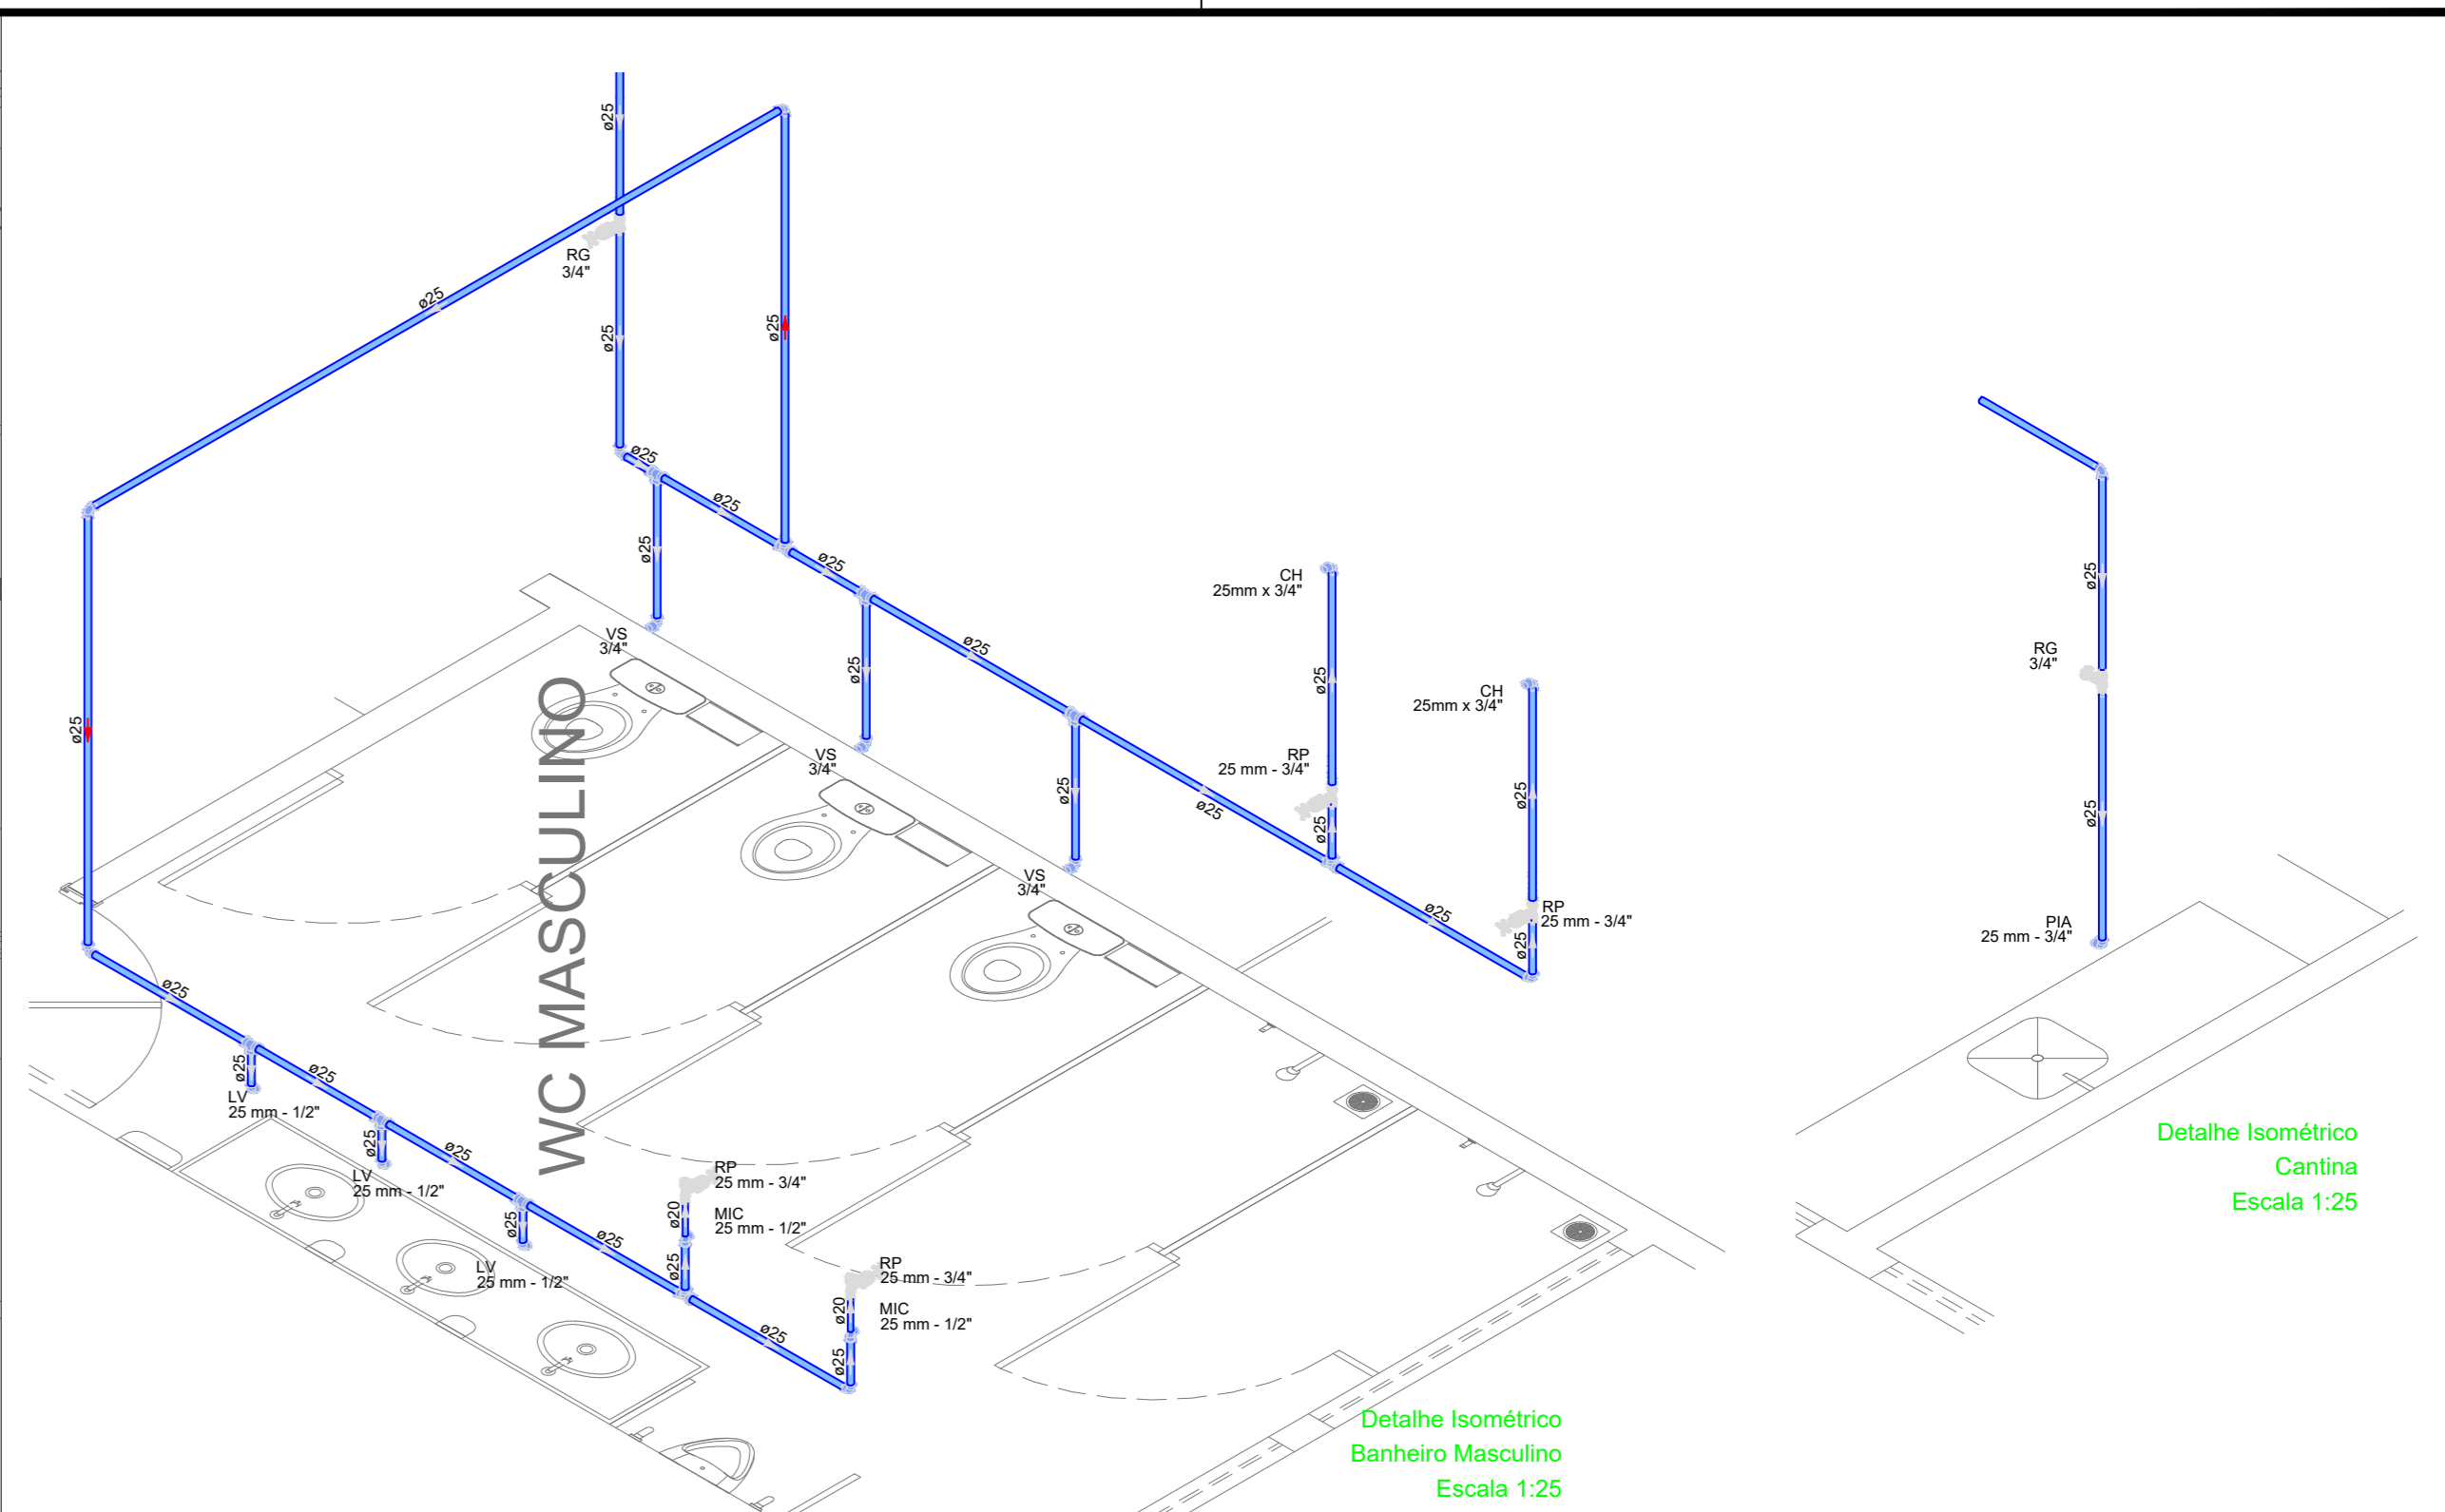 ø25
RG
3/4"
ø25
ø25
ø25
ø25
ø25
ø25
ø25
VS
3/4"
ø25
ø25
VS
3/4"
ø25
ø25
VS
3/4"
ø25
CH
25mm x 3/4"
ø25
RP
25 mm - 3/4"
ø25
ø25
CH
25mm x 3/4"
ø25
RP
25 mm - 3/4"
ø25
WC MASCULINO
ø25
ø25
ø25
LV
25 mm - 1/2"
ø25
ø25
LV
25 mm - 1/2"
ø25
ø25
LV
25 mm - 1/2"
ø25
RP
25 mm - 3/4"
ø20
MIC
25 mm - 1/2"
ø25
ø25
RP
25 mm - 3/4"
ø20
MIC
25 mm - 1/2"
ø25
Detalhe Isométrico
Banheiro Masculino
Escala 1:25
ø25
RG
3/4"
ø25
PIA
25 mm - 3/4"
Detalhe Isométrico
Cantina
Escala 1:25